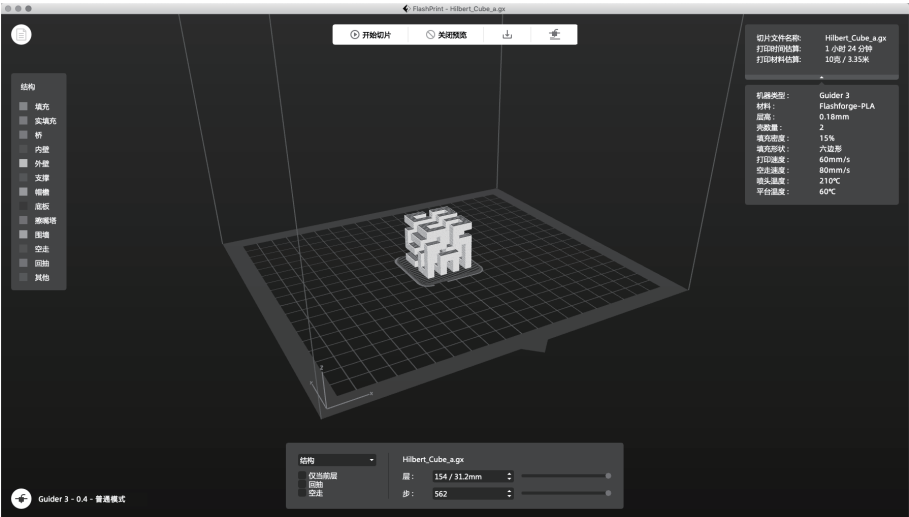 FlashPrint - Hilbert_Cube_a.gx
开始切片 关闭预览
切片文件名称: Hilbert_Cube_a.gx
打印时间估算: 1 小时 24 分钟
打印材料估算: 10克 / 3.35米
机器类型: Guider 3
材料: Flashforge-PLA
层高: 0.18mm
壳数量: 2
填充密度: 15%
填充形状: 六边形
打印速度: 60mm/s
空走速度: 80mm/s
喷头温度: 210℃
平台温度: 60℃
结构
填充
实填充
桥
内壁
外壁
支撑
帽檐
底板
擦嘴塔
围墙
空走
回抽
其他
结构
仅当前层
回抽
空走
Hilbert_Cube_a.gx
层: 154 / 31.2mm
步: 562
Guider 3 - 0.4 - 普通模式